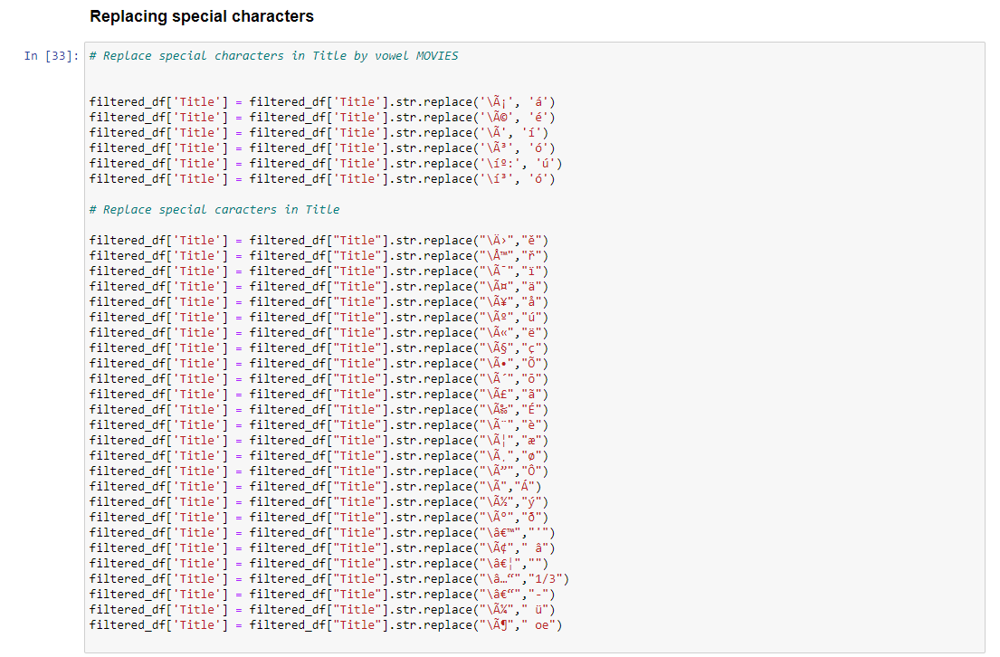 Replacing special characters
In [33]:
# Replace special characters in Title by vowel MOVIES
filtered_df['Title'] = filtered_df['Title'].str.replace('\Ã¡', 'á')
filtered_df['Title'] = filtered_df['Title'].str.replace('\Ã©', 'é')
filtered_df['Title'] = filtered_df['Title'].str.replace('\Ã', 'í')
filtered_df['Title'] = filtered_df['Title'].str.replace('\Ã³', 'ó')
filtered_df['Title'] = filtered_df['Title'].str.replace('\íº:', 'ú')
filtered_df['Title'] = filtered_df['Title'].str.replace('\í³', 'ó')
# Replace special caracters in Title
filtered_df['Title'] = filtered_df["Title"].str.replace("\Ä›","ě")
filtered_df['Title'] = filtered_df["Title"].str.replace("\Å™","ř")
filtered_df['Title'] = filtered_df["Title"].str.replace("\Ã¯","ï")
filtered_df['Title'] = filtered_df["Title"].str.replace("\Ã¤","ä")
filtered_df['Title'] = filtered_df["Title"].str.replace("\Ã¥","å")
filtered_df['Title'] = filtered_df["Title"].str.replace("\Ãº","ú")
filtered_df['Title'] = filtered_df["Title"].str.replace("\Ã«","ë")
filtered_df['Title'] = filtered_df["Title"].str.replace("\Ã§","ç")
filtered_df['Title'] = filtered_df["Title"].str.replace("\Ã•","Õ")
filtered_df['Title'] = filtered_df["Title"].str.replace("\Ã´","õ")
filtered_df['Title'] = filtered_df["Title"].str.replace("\Ã£","ã")
filtered_df['Title'] = filtered_df["Title"].str.replace("\Ã‰","É")
filtered_df['Title'] = filtered_df["Title"].str.replace("\Ã¨","è")
filtered_df['Title'] = filtered_df["Title"].str.replace("\Ã¦","æ")
filtered_df['Title'] = filtered_df["Title"].str.replace("\Ã¸","ø")
filtered_df['Title'] = filtered_df["Title"].str.replace("\Ã”","Ô")
filtered_df['Title'] = filtered_df["Title"].str.replace("\Ã","Á")
filtered_df['Title'] = filtered_df["Title"].str.replace("\Ã½","ý")
filtered_df['Title'] = filtered_df["Title"].str.replace("\Ã°","ð")
filtered_df['Title'] = filtered_df["Title"].str.replace("\â€™","'")
filtered_df['Title'] = filtered_df["Title"].str.replace("\Ã¢"," â")
filtered_df['Title'] = filtered_df["Title"].str.replace("\â€¦","")
filtered_df['Title'] = filtered_df["Title"].str.replace("\â…“","1/3")
filtered_df['Title'] = filtered_df["Title"].str.replace("\â€“","-")
filtered_df['Title'] = filtered_df["Title"].str.replace("\Ã¼"," ü")
filtered_df['Title'] = filtered_df["Title"].str.replace("\Ã¶"," oe")